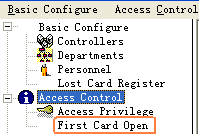 Basic Configure Access Control
Basic Configure
Controllers
Departments
Personnel
Lost Card Register
Access Control
Access Privilege
First Card Open